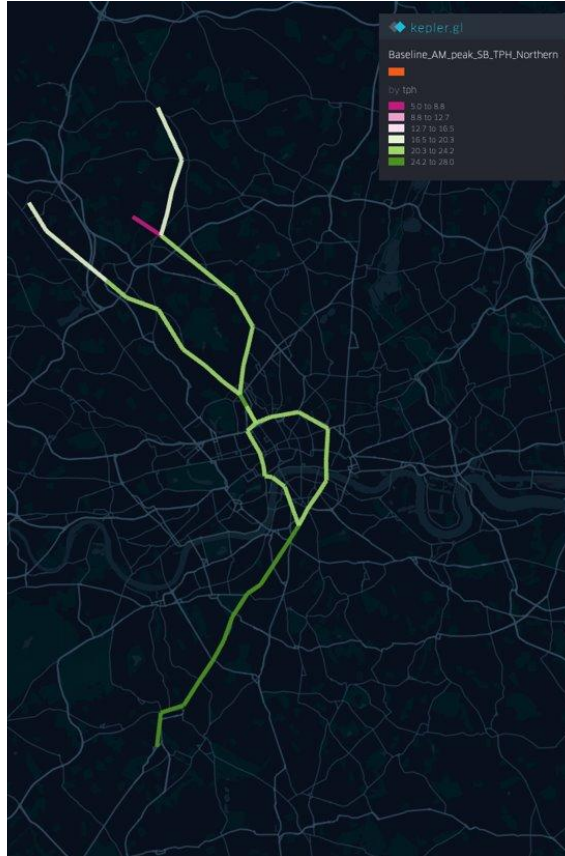 kepler.gl
Baseline_AM_peak_SB_TPH_Northern
by tph
5.0 to 8.8
8.8 to 12.7
12.7 to 16.5
16.5 to 20.3
20.3 to 24.2
24.2 to 28.0